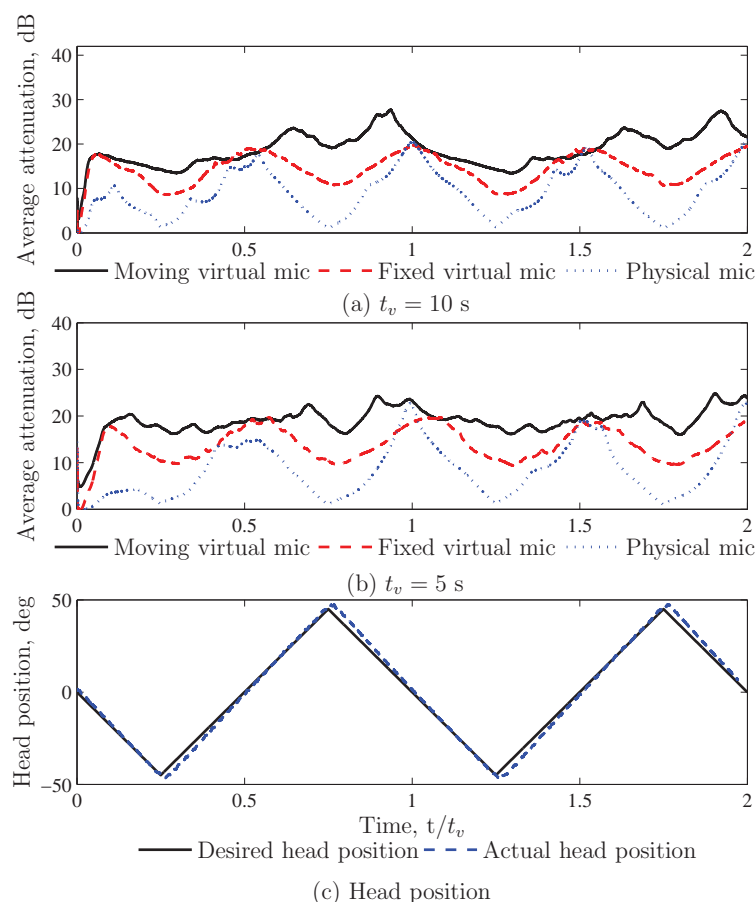 Average attenuation, dB
40
30
20
10
0
0
0.5
1
1.5
2
Moving virtual mic
Fixed virtual mic
Physical mic
(a) t_v = 10 s
Average attenuation, dB
40
30
20
10
0
0
0.5
1
1.5
2
Moving virtual mic
Fixed virtual mic
Physical mic
(b) t_v = 5 s
Head position, deg
50
0
−50
0
0.5
1
1.5
2
Time, t/t_v
Desired head position
Actual head position
(c) Head position